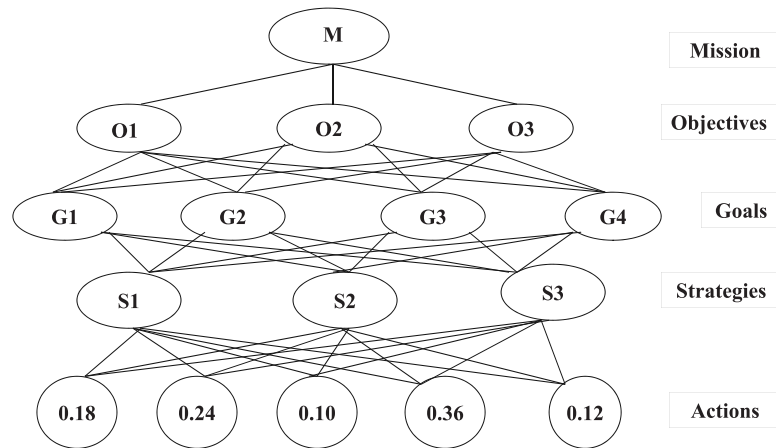 M
Mission
O1 O2 O3
Objectives
G1 G2 G3 G4
Goals
S1 S2 S3
Strategies
0.18 0.24 0.10 0.36 0.12
Actions